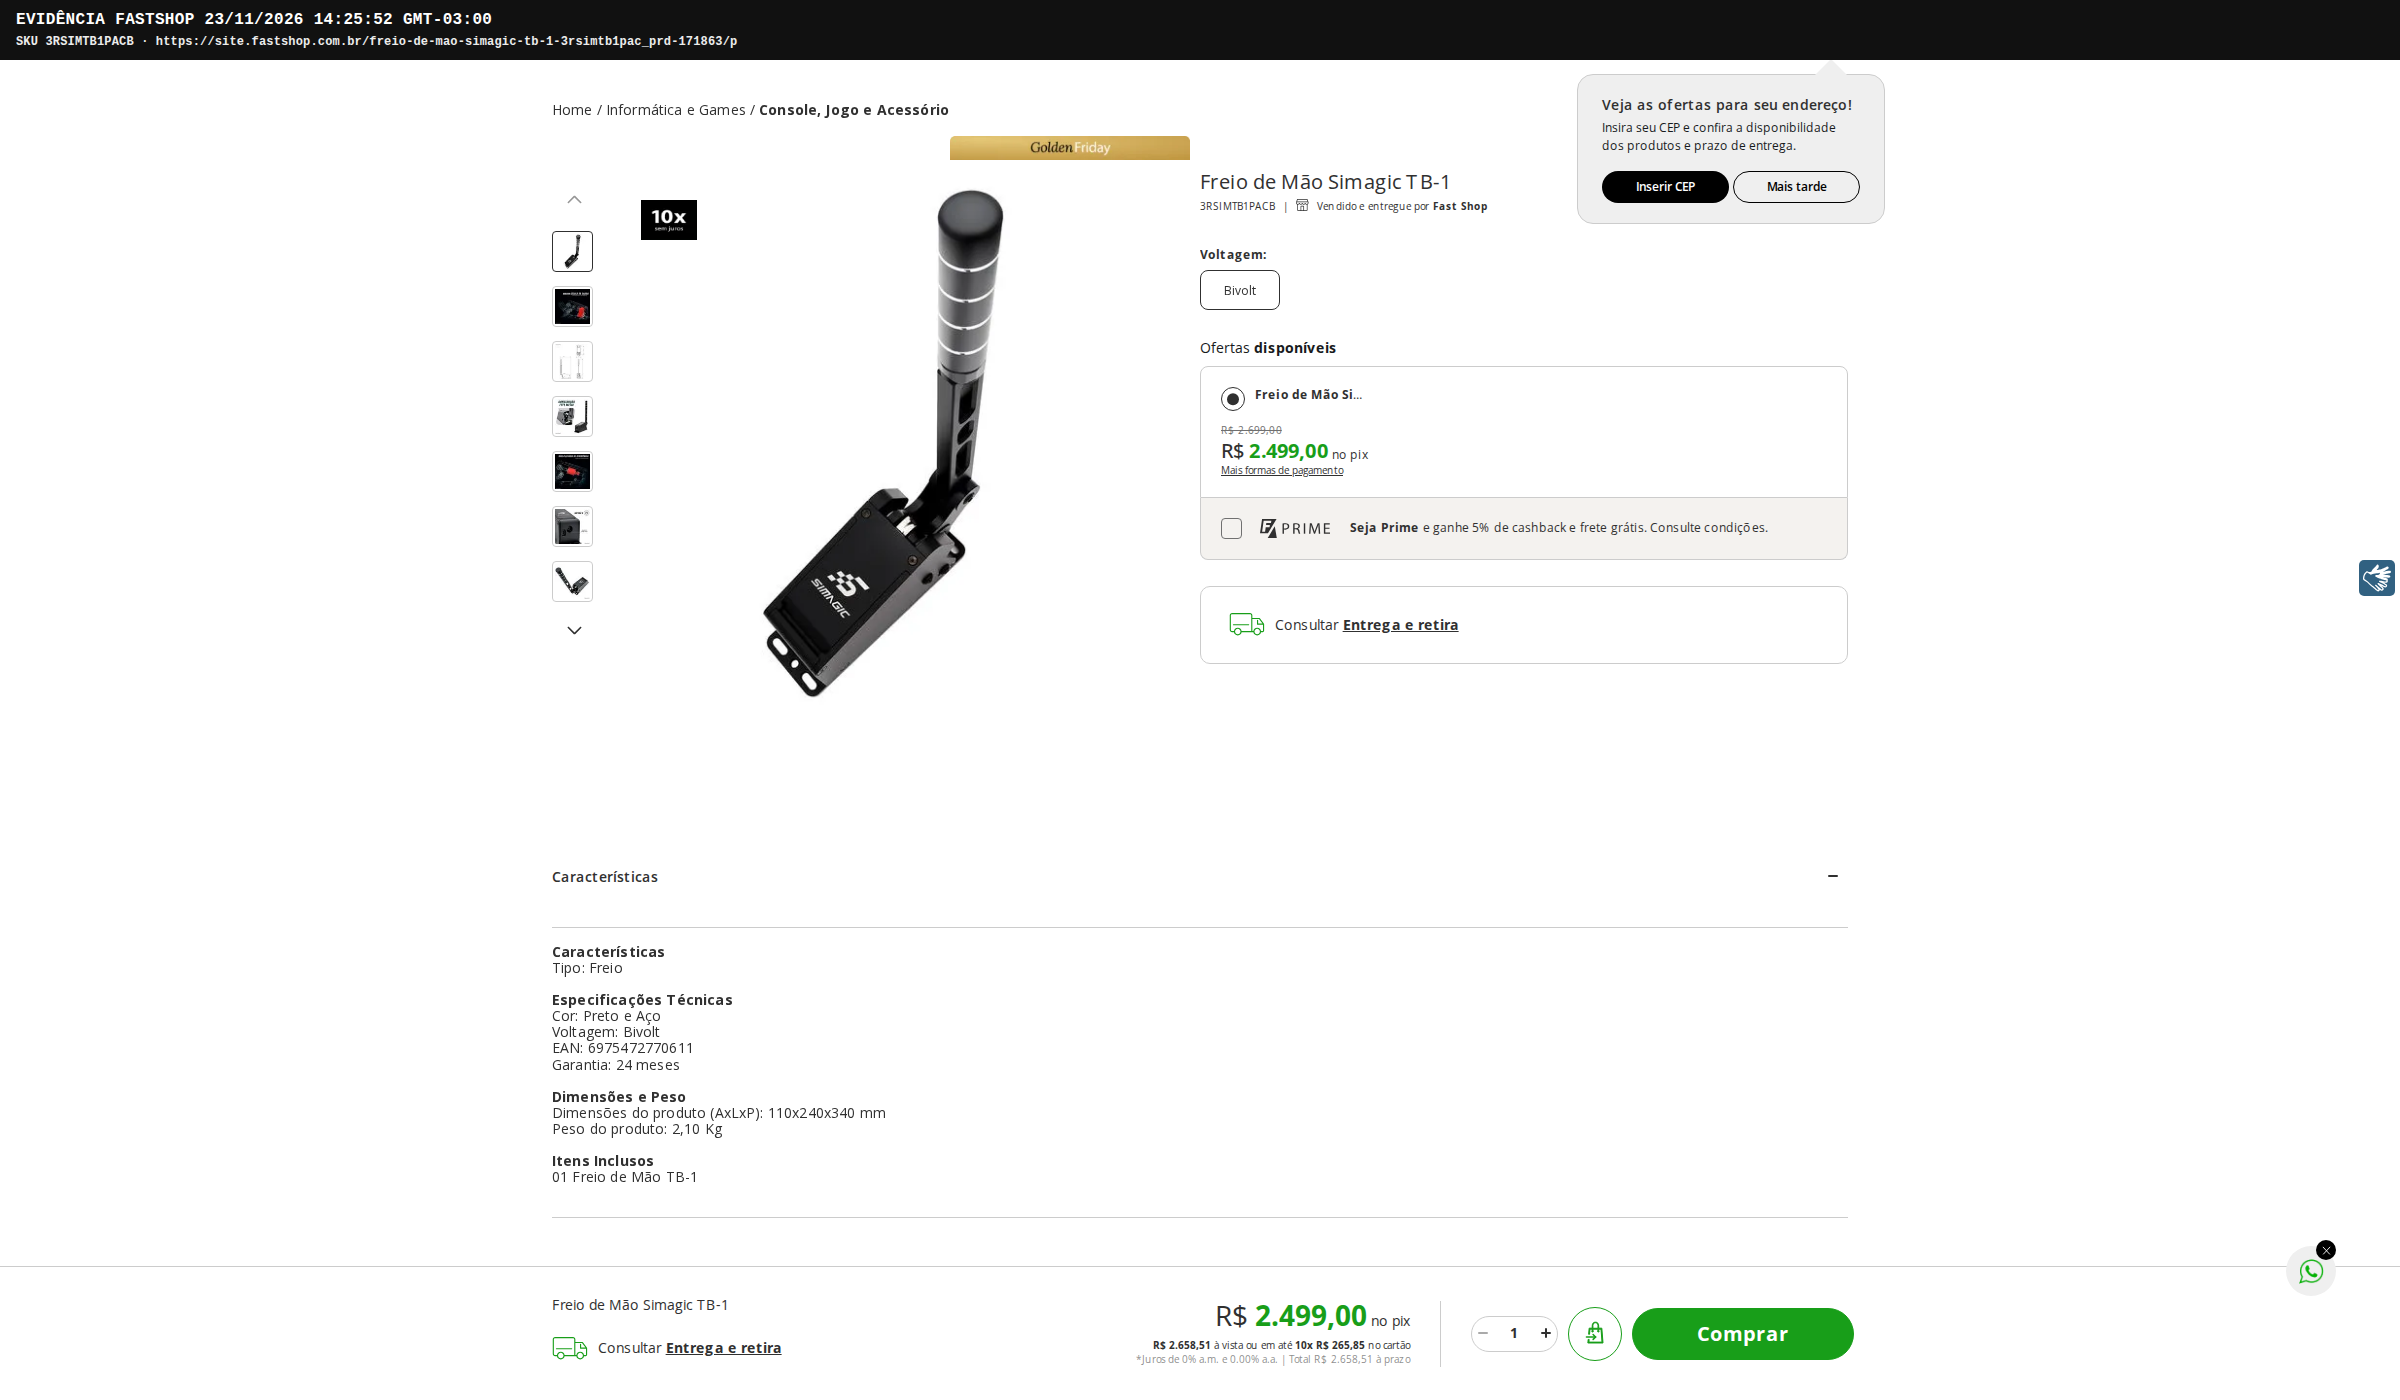 EVIDÊNCIA FASTSHOP 23/11/2026 14:25:52 GMT-03:00
SKU 3RSIMTB1PACB · https://site.fastshop.com.br/freio-de-mao-simagic-tb-1-3rsimtb1pac_prd-171863/p
Veja as ofertas para seu endereço!
Insira seu CEP e confira a disponibilidade
dos produtos e prazo de entrega.
Inserir CEP
Mais tarde
Home / Informática e Games / Console, Jogo e Acessório
Golden Friday
10x
sem juros
SIMAGIC
Freio de Mão Simagic TB-1
3RSIMTB1PACB | Vendido e entregue por Fast Shop
Voltagem:
Bivolt
Ofertas disponíveis
Freio de Mão Si...
R$ 2.699,00
R$ 2.499,00 no pix
Mais formas de pagamento
PRIME Seja Prime e ganhe 5% de cashback e frete grátis. Consulte condições.
Consultar Entrega e retira
Características
Características
Tipo: Freio
Especificações Técnicas
Cor: Preto e Aço
Voltagem: Bivolt
EAN: 6975472770611
Garantia: 24 meses
Dimensões e Peso
Dimensões do produto (AxLxP): 110x240x340 mm
Peso do produto: 2,10 Kg
Itens Inclusos
01 Freio de Mão TB-1
Freio de Mão Simagic TB-1
Consultar Entrega e retira
R$ 2.499,00 no pix
R$ 2.658,51 à vista ou em até 10x R$ 265,85 no cartão
*Juros de 0% a.m. e 0.00% a.a. | Total R$ 2.658,51 à prazo
1
Comprar